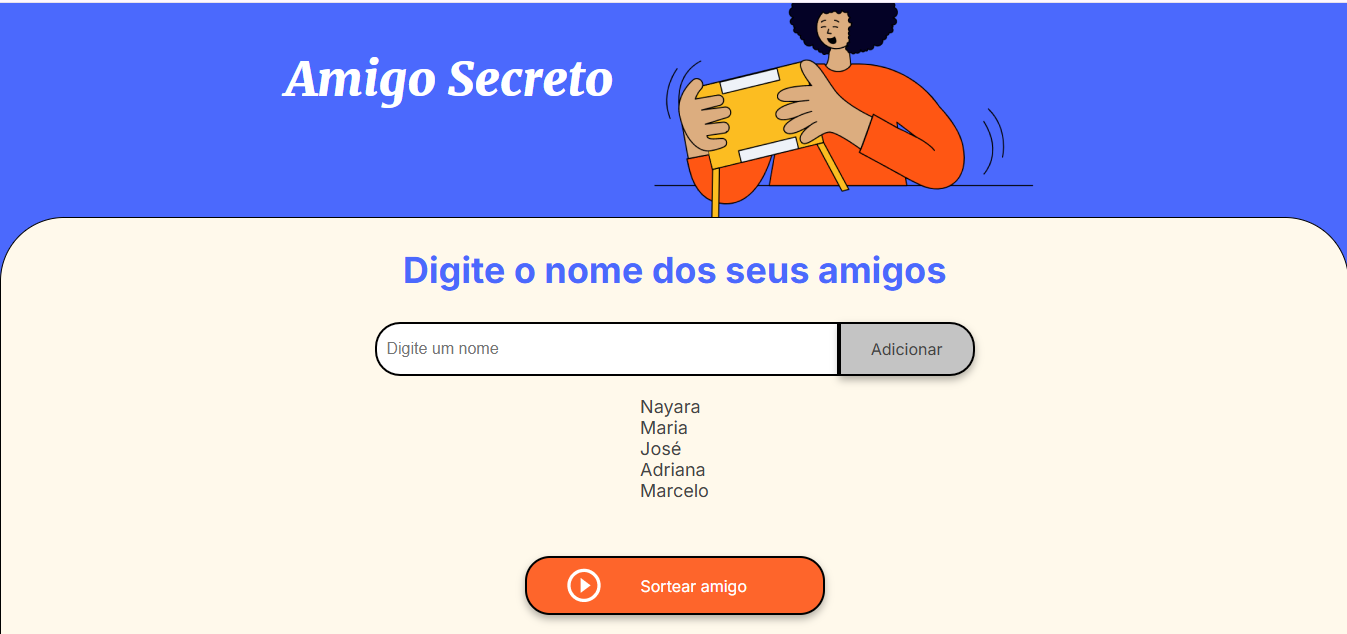 Amigo Secreto
Digite o nome dos seus amigos
Digite um nome
Adicionar
Nayara
Maria
José
Adriana
Marcelo
Sortear amigo